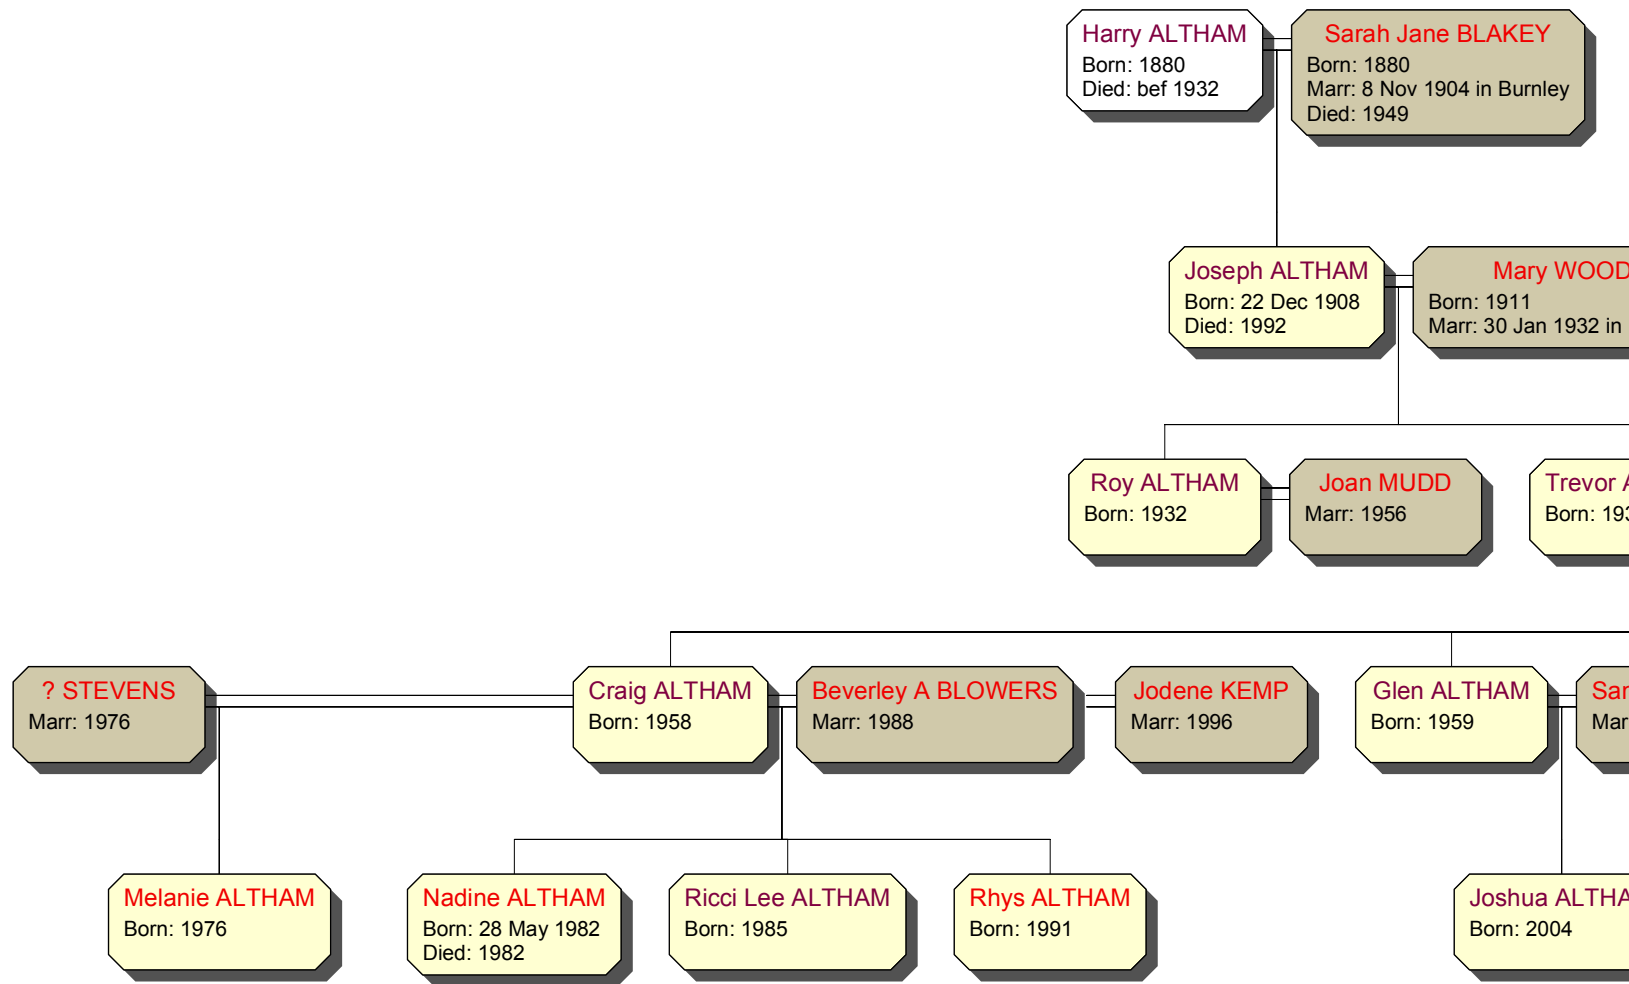 Harry ALTHAM
Born: 1880
Died: bef 1932
Sarah Jane BLAKEY
Born: 1880
Marr: 8 Nov 1904 in Burnley
Died: 1949
Joseph ALTHAM
Born: 22 Dec 1908
Died: 1992
Mary WOOD
Born: 1911
Marr: 30 Jan 1932 in
Roy ALTHAM
Born: 1932
Joan MUDD
Marr: 1956
Trevor
Born:
? STEVENS
Marr: 1976
Craig ALTHAM
Born: 1958
Beverley A BLOWERS
Marr: 1988
Jodene KEMP
Marr: 1996
Glen ALTHAM
Born: 1959
Melanie ALTHAM
Born: 1976
Nadine ALTHAM
Born: 28 May 1982
Died: 1982
Ricci Lee ALTHAM
Born: 1985
Rhys ALTHAM
Born: 1991
Joshua
Born: 2004